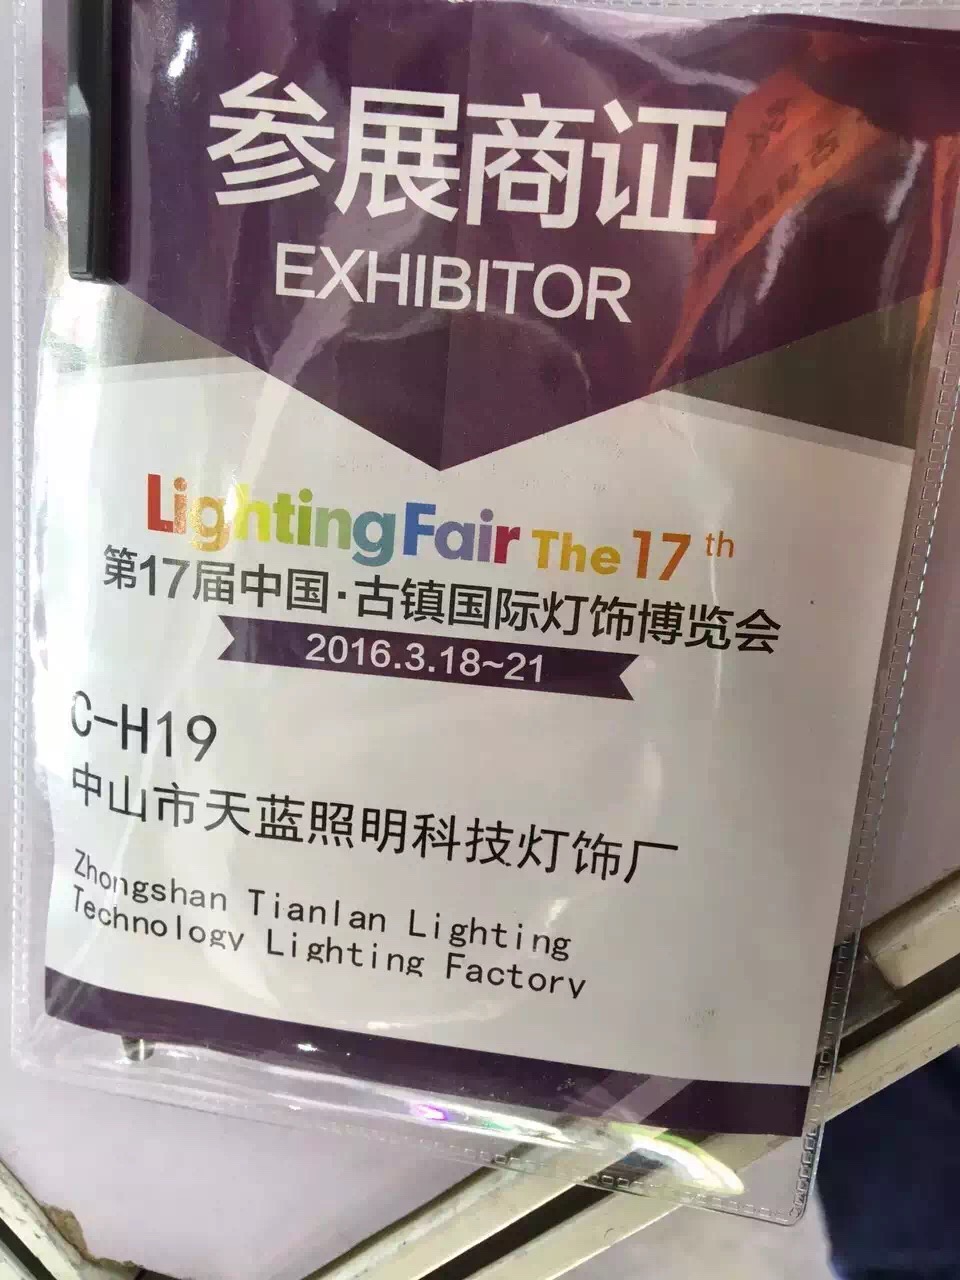 参展商证
EXHIBITOR
LightingFair The 17th
第17届中国·古镇国际灯饰博览会
2016.3.18~21
C-H19
中山市天蓝照明科技灯饰厂
Zhongshan Tianlan Lighting
Technology Lighting Factory